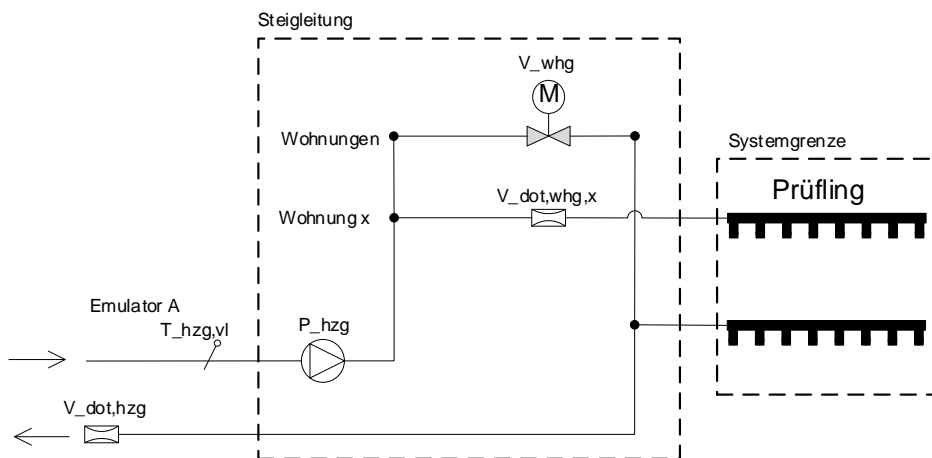 Steigleitung
V_whg
M
Wohnungen
Systemgrenze
Prüfling
V_dot,whg,x
Wohnung x
Emulator A
T_hzg,vl
P_hzg
V_dot,hzg